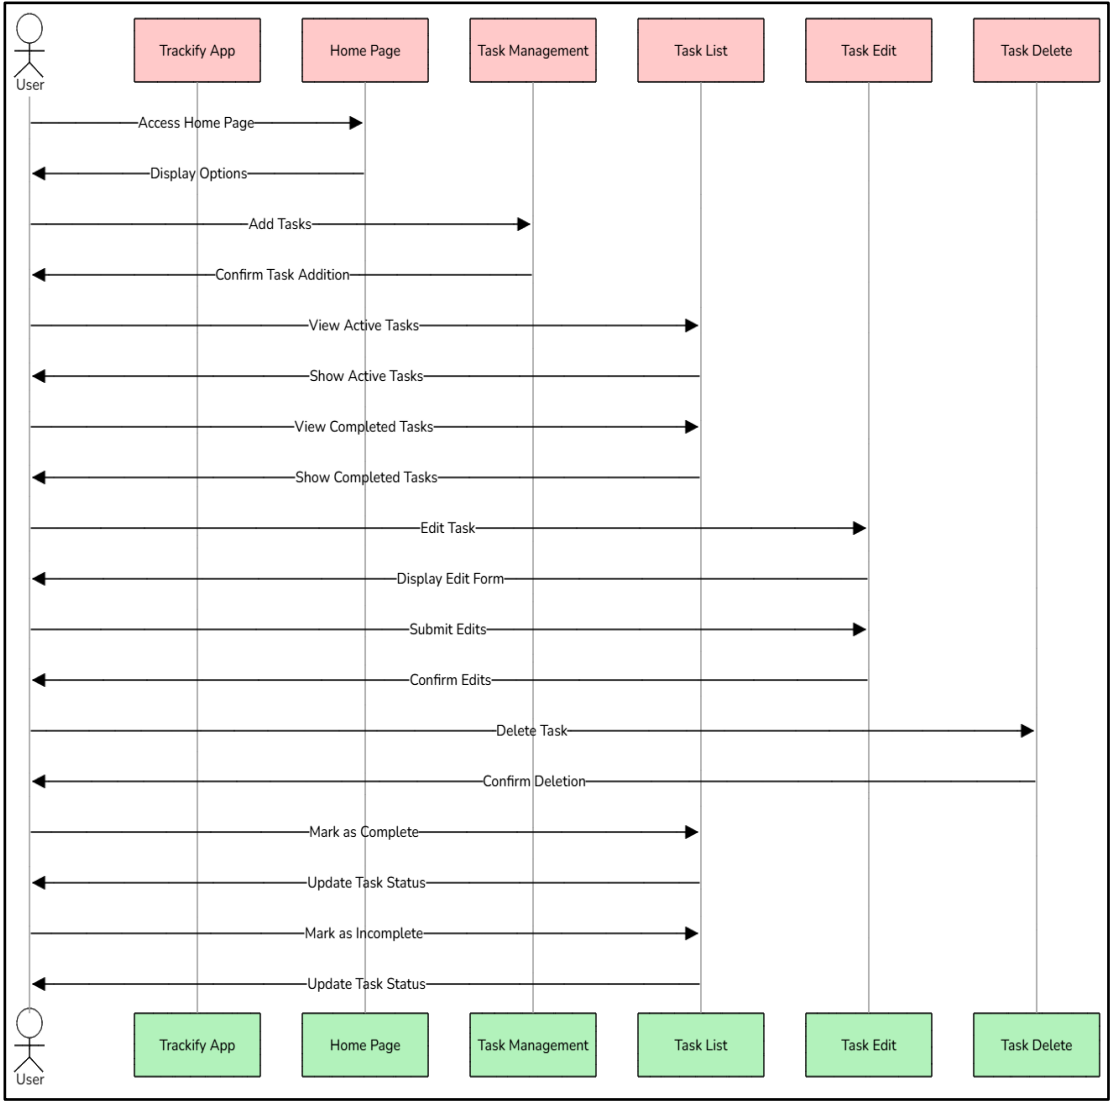 Trackify App
Home Page
Task Management
Task List
Task Edit
Task Delete
User
Access Home Page
Display Options
Add Tasks
Confirm Task Addition
View Active Tasks
Show Active Tasks
View Completed Tasks
Show Completed Tasks
Edit Task
Display Edit Form
Submit Edits
Confirm Edits
Delete Task
Confirm Deletion
Mark as Complete
Update Task Status
Mark as Incomplete
Update Task Status
Trackify App
Home Page
Task Management
Task List
Task Edit
Task Delete
User